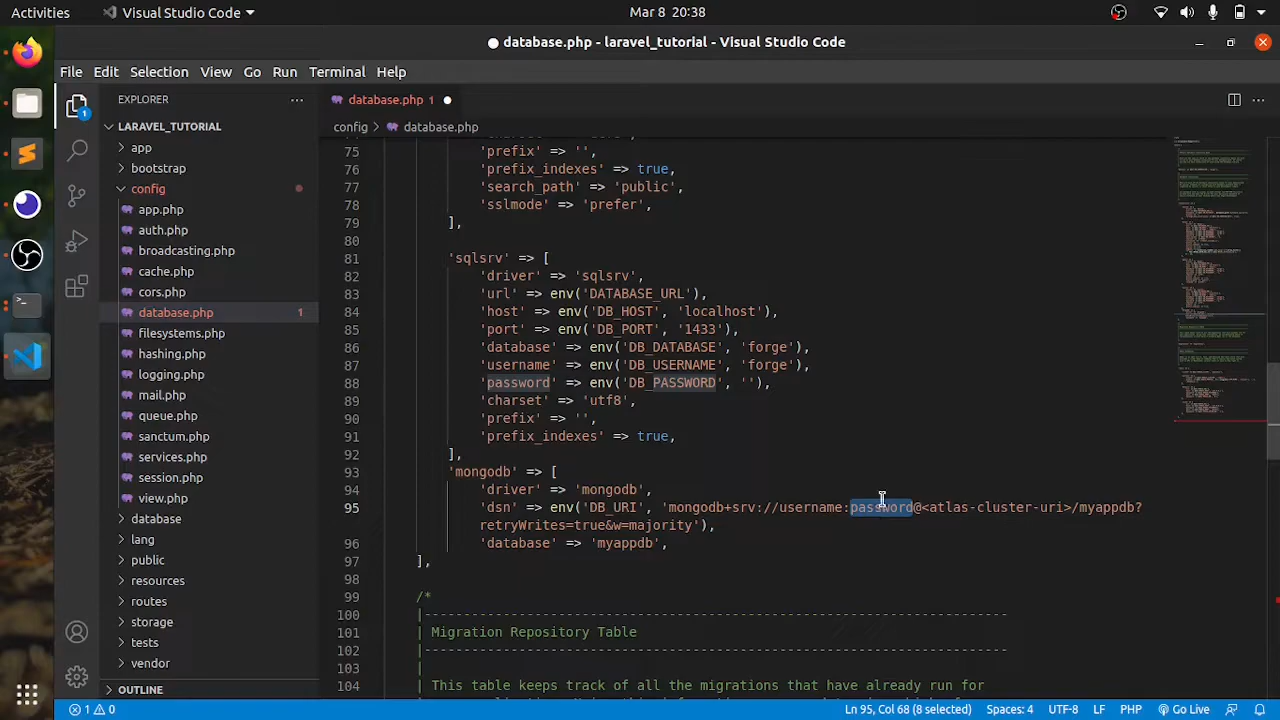 Activities
Visual Studio Code
Mar 8 20:38
database.php - laravel_tutorial - Visual Studio Code
File Edit Selection View Go Run Terminal Help
EXPLORER
LARAVEL_TUTORIAL
app
bootstrap
config
app.php
auth.php
broadcasting.php
cache.php
cors.php
database.php 1
filesystems.php
hashing.php
logging.php
mail.php
queue.php
sanctum.php
services.php
session.php
view.php
database
lang
public
resources
routes
storage
tests
vendor
OUTLINE
1
database.php 1
config > database.php
75 'prefix' => '',
76 'prefix_indexes' => true,
77 'search_path' => 'public',
78 'sslmode' => 'prefer',
79 ],
80
81 'sqlsrv' => [
82 'driver' => 'sqlsrv',
83 'url' => env('DATABASE_URL'),
84 'host' => env('DB_HOST', 'localhost'),
85 'port' => env('DB_PORT', '1433'),
86 'database' => env('DB_DATABASE', 'forge'),
87 'username' => env('DB_USERNAME', 'forge'),
88 'password' => env('DB_PASSWORD', ''),
89 'charset' => 'utf8',
90 'prefix' => '',
91 'prefix_indexes' => true,
92 ],
93 'mongodb' => [
94 'driver' => 'mongodb',
95 'dsn' => env('DB_URI', 'mongodb+srv://username:password@<atlas-cluster-uri>/myappdb?
retryWrites=true&w=majority'),
96 'database' => 'myappdb',
97 ],
98
99 /*
100 |--------------------------------------------------------------------------
101 | Migration Repository Table
102 |--------------------------------------------------------------------------
103 |
104 | This table keeps track of all the migrations that have already run for
1 0
Ln 95, Col 68 (8 selected) Spaces: 4 UTF-8 LF PHP Go Live